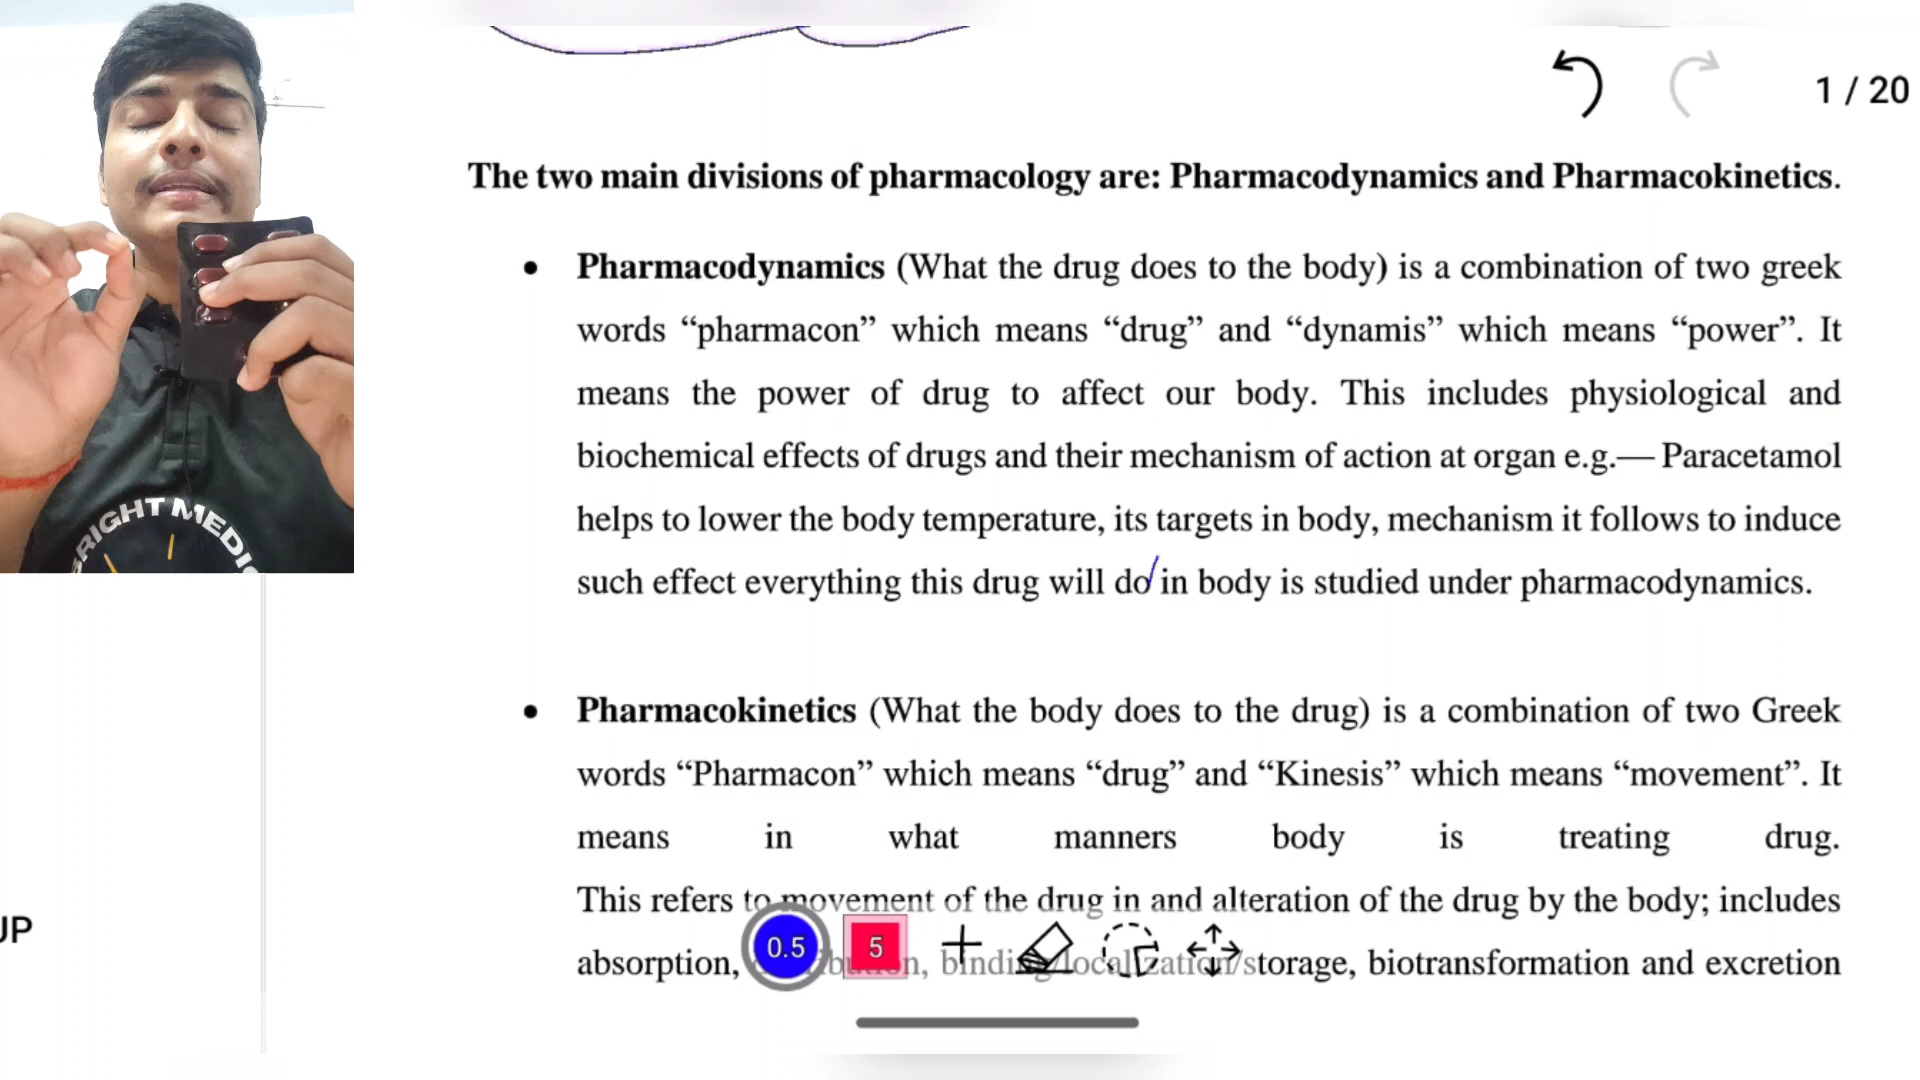 1 / 20
The two main divisions of pharmacology are: Pharmacodynamics and Pharmacokinetics.
• Pharmacodynamics (What the drug does to the body) is a combination of two greek
words “pharmacon” which means “drug” and “dynamis” which means “power”. It
means the power of drug to affect our body. This includes physiological and
biochemical effects of drugs and their mechanism of action at organ e.g.— Paracetamol
helps to lower the body temperature, its targets in body, mechanism it follows to induce
such effect everything this drug will do in body is studied under pharmacodynamics.
• Pharmacokinetics (What the body does to the drug) is a combination of two Greek
words “Pharmacon” which means “drug” and “Kinesis” which means “movement”. It
means in what manners body is treating drug.
This refers to movement of the drug in and alteration of the drug by the body; includes
absorption, storage, biotransformation and excretion
0.5 5
RIGHT MEDI
UP